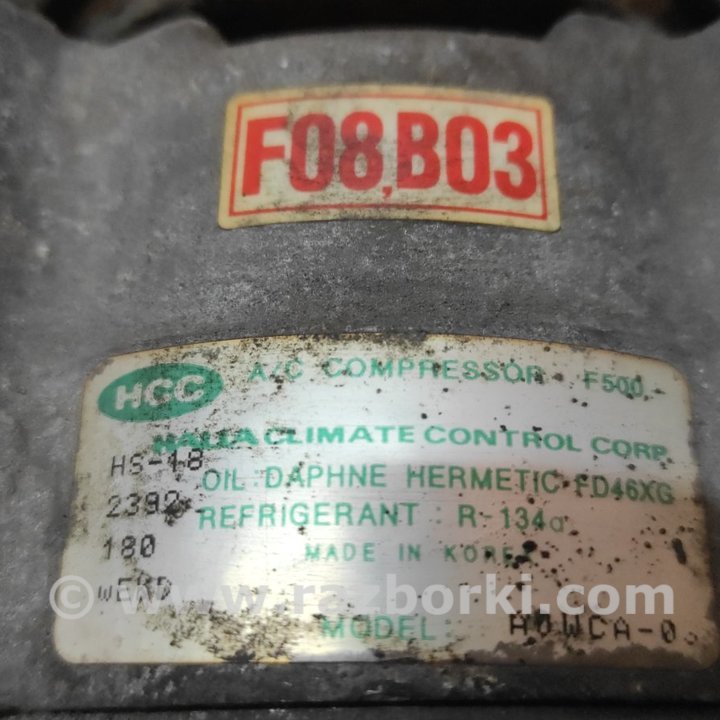 F08,B03
HCC A/C COMPRESSOR F500,-
HALLA CLIMATE CONTROL CORP.
HS-18
OIL DAPHNE HERMETIC FD46XG
2392
REFRIGERANT : R-134a
180
MADE IN KOREA
© www.razborki.com
MODEL: